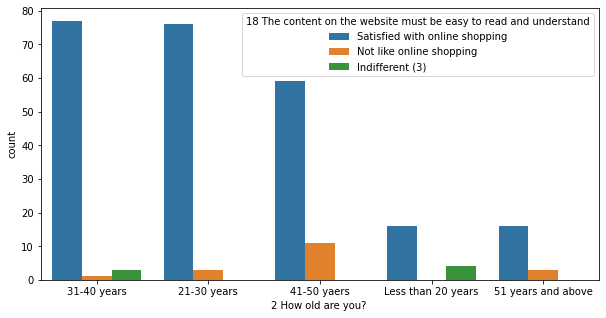 18 The content on the website must be easy to read and understand
Satisfied with online shopping
Not like online shopping
Indifferent (3)
80
70
60
50
40
30
20
10
0
count
31-40 years
21-30 years
41-50 yaers
Less than 20 years
51 years and above
2 How old are you?